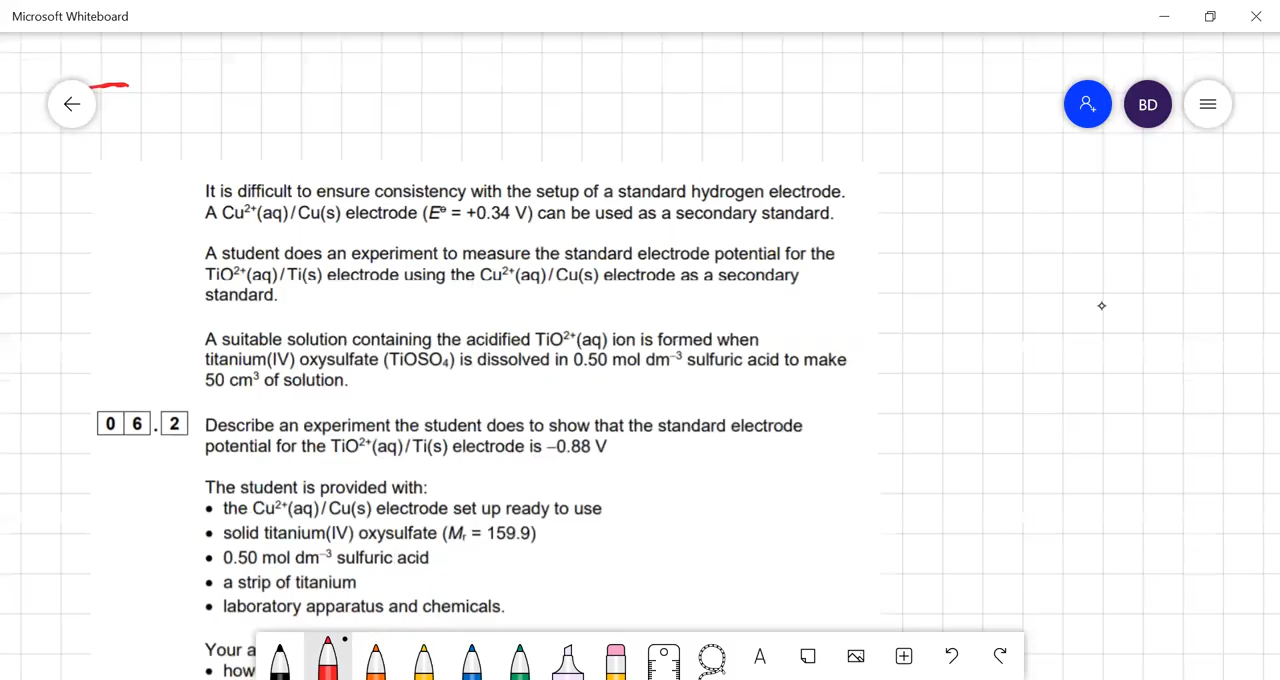 Microsoft Whiteboard
BD
It is difficult to ensure consistency with the setup of a standard hydrogen electrode.
A Cu²⁺(aq)/Cu(s) electrode (E⦵ = +0.34 V) can be used as a secondary standard.
A student does an experiment to measure the standard electrode potential for the
TiO²⁺(aq)/Ti(s) electrode using the Cu²⁺(aq)/Cu(s) electrode as a secondary
standard.
A suitable solution containing the acidified TiO²⁺(aq) ion is formed when
titanium(IV) oxysulfate (TiOSO₄) is dissolved in 0.50 mol dm⁻³ sulfuric acid to make
50 cm³ of solution.
0 6 . 2 Describe an experiment the student does to show that the standard electrode
potential for the TiO²⁺(aq)/Ti(s) electrode is −0.88 V
The student is provided with:
• the Cu²⁺(aq)/Cu(s) electrode set up ready to use
• solid titanium(IV) oxysulfate (Mᵣ = 159.9)
• 0.50 mol dm⁻³ sulfuric acid
• a strip of titanium
• laboratory apparatus and chemicals.
Your a
• how